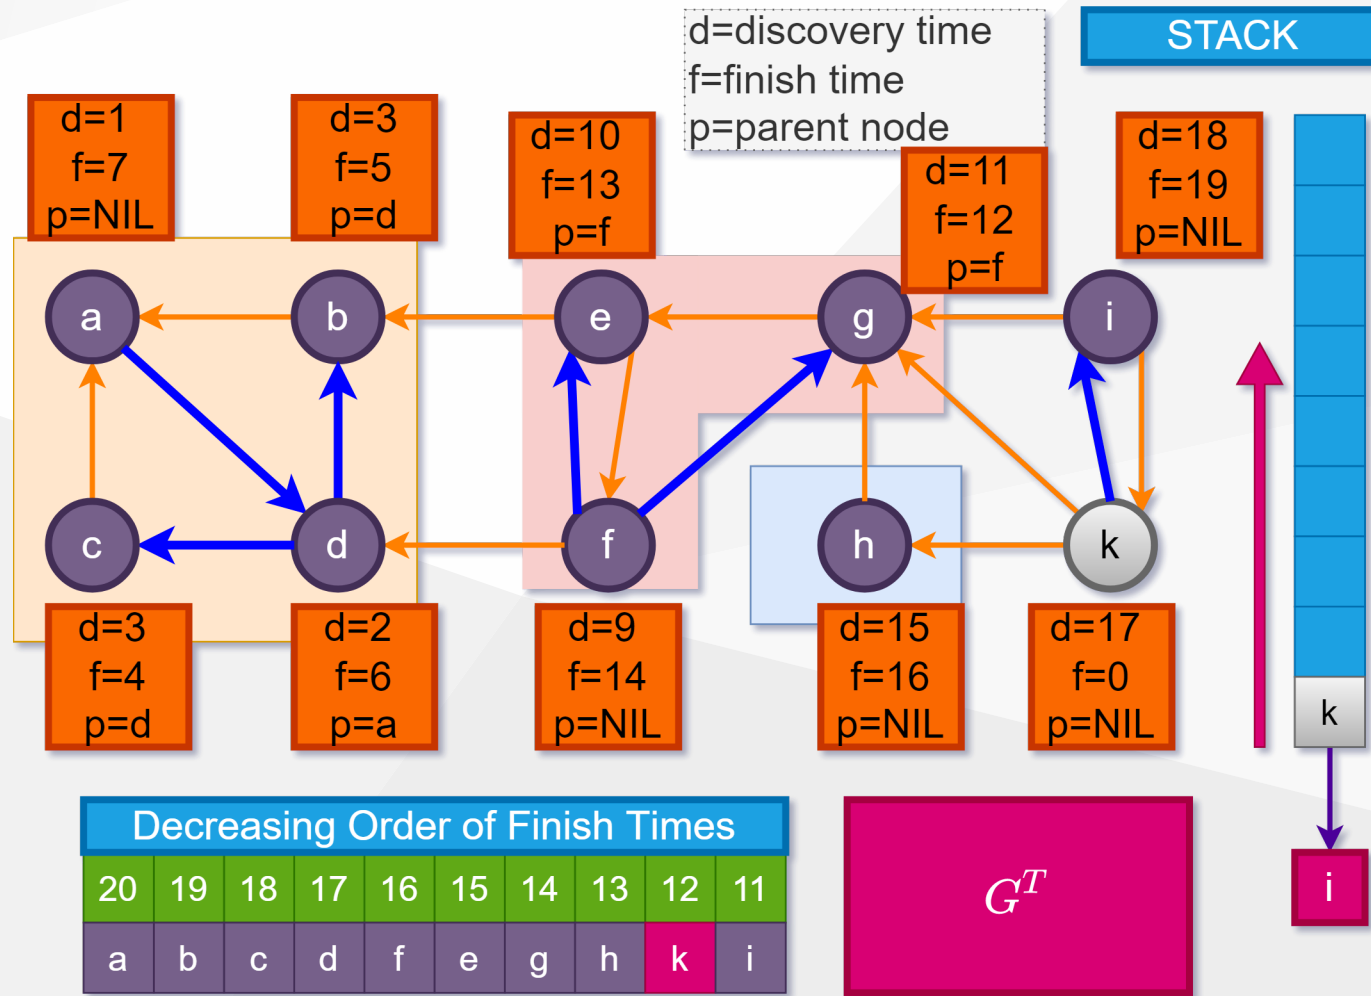 d=discovery time
f=finish time
p=parent node
STACK
d=1
f=7
p=NIL
d=3
f=5
p=d
d=10
f=13
p=f
d=11
f=12
p=f
d=18
f=19
p=NIL
a
b
e
g
i
c
d
f
h
k
d=3
f=4
p=d
d=2
f=6
p=a
d=9
f=14
p=NIL
d=15
f=16
p=NIL
d=17
f=0
p=NIL
k
i
Decreasing Order of Finish Times
20 19 18 17 16 15 14 13 12 11
a b c d f e g h k i
G^T